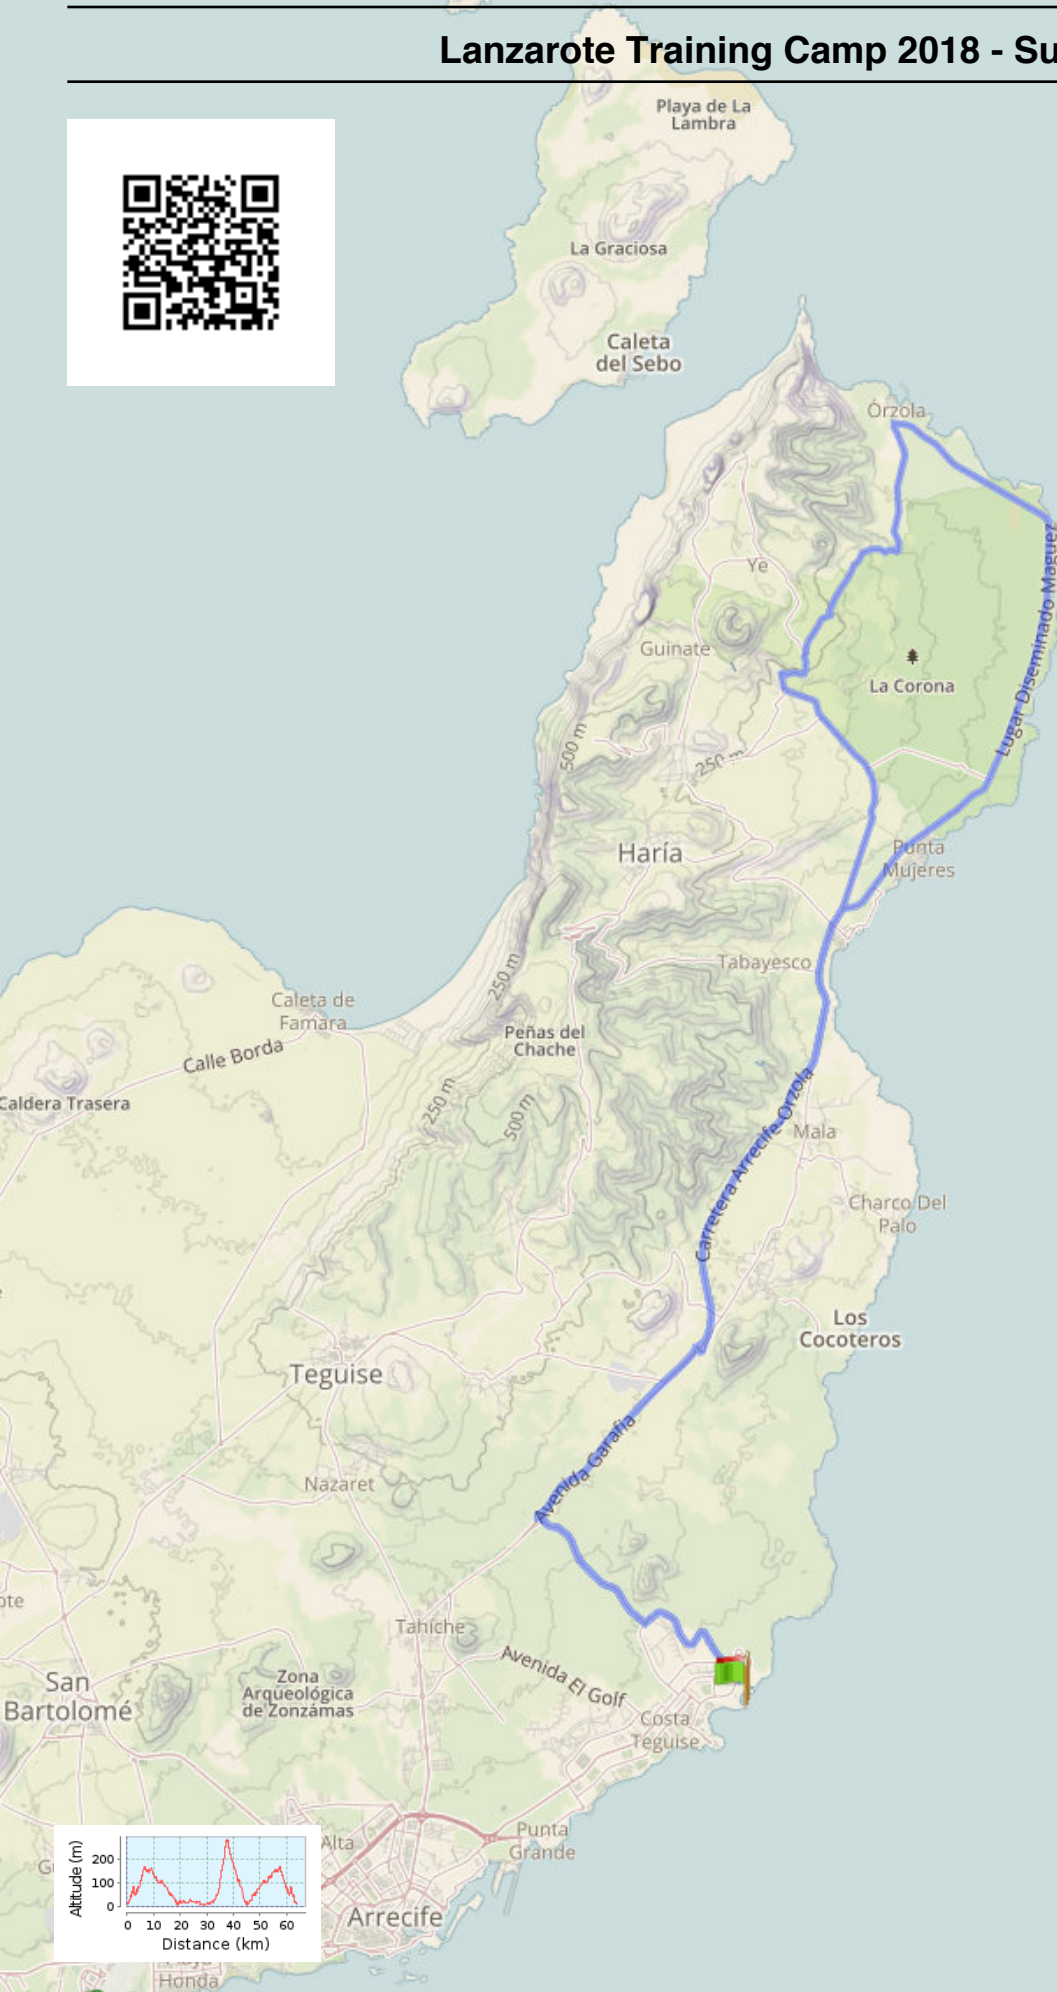 Lanzarote Training Camp 2018 - Su
Playa de La
Lambra
La Graciosa
Caleta
del Sebo
Órzola
Ye
Lugar Diseminado Maguez
Guinate
La Corona
500 m
250 m
Haría
Punta
Mujeres
Tabayesco
250 m
Caleta de
Famara
Peñas del
Chache
Calle Borda
Caldera Trasera
250 m
500 m
Carretera Arrecife-Orzola
Mala
Charco Del
Palo
Los
Cocoteros
Teguise
Avenida Garafía
Nazaret
Tahiche
Avenida El Golf
San
Bartolomé
Zona
Arqueológica
de Zonzamas
Costa
Teguise
Punta
Grande
Alta
Arrecife
Honda
Altitude (m)
200
100
0
0 10 20 30 40 50 60
Distance (km)